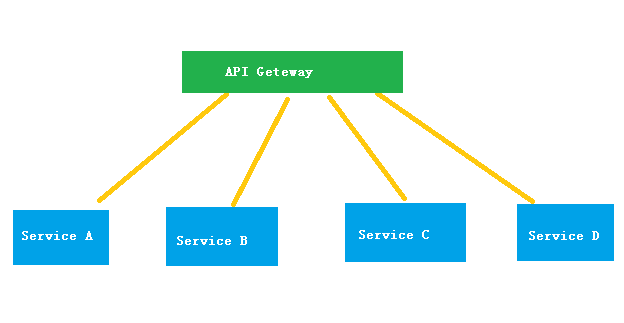 API Geteway
Service A
Service B
Service C
Service D